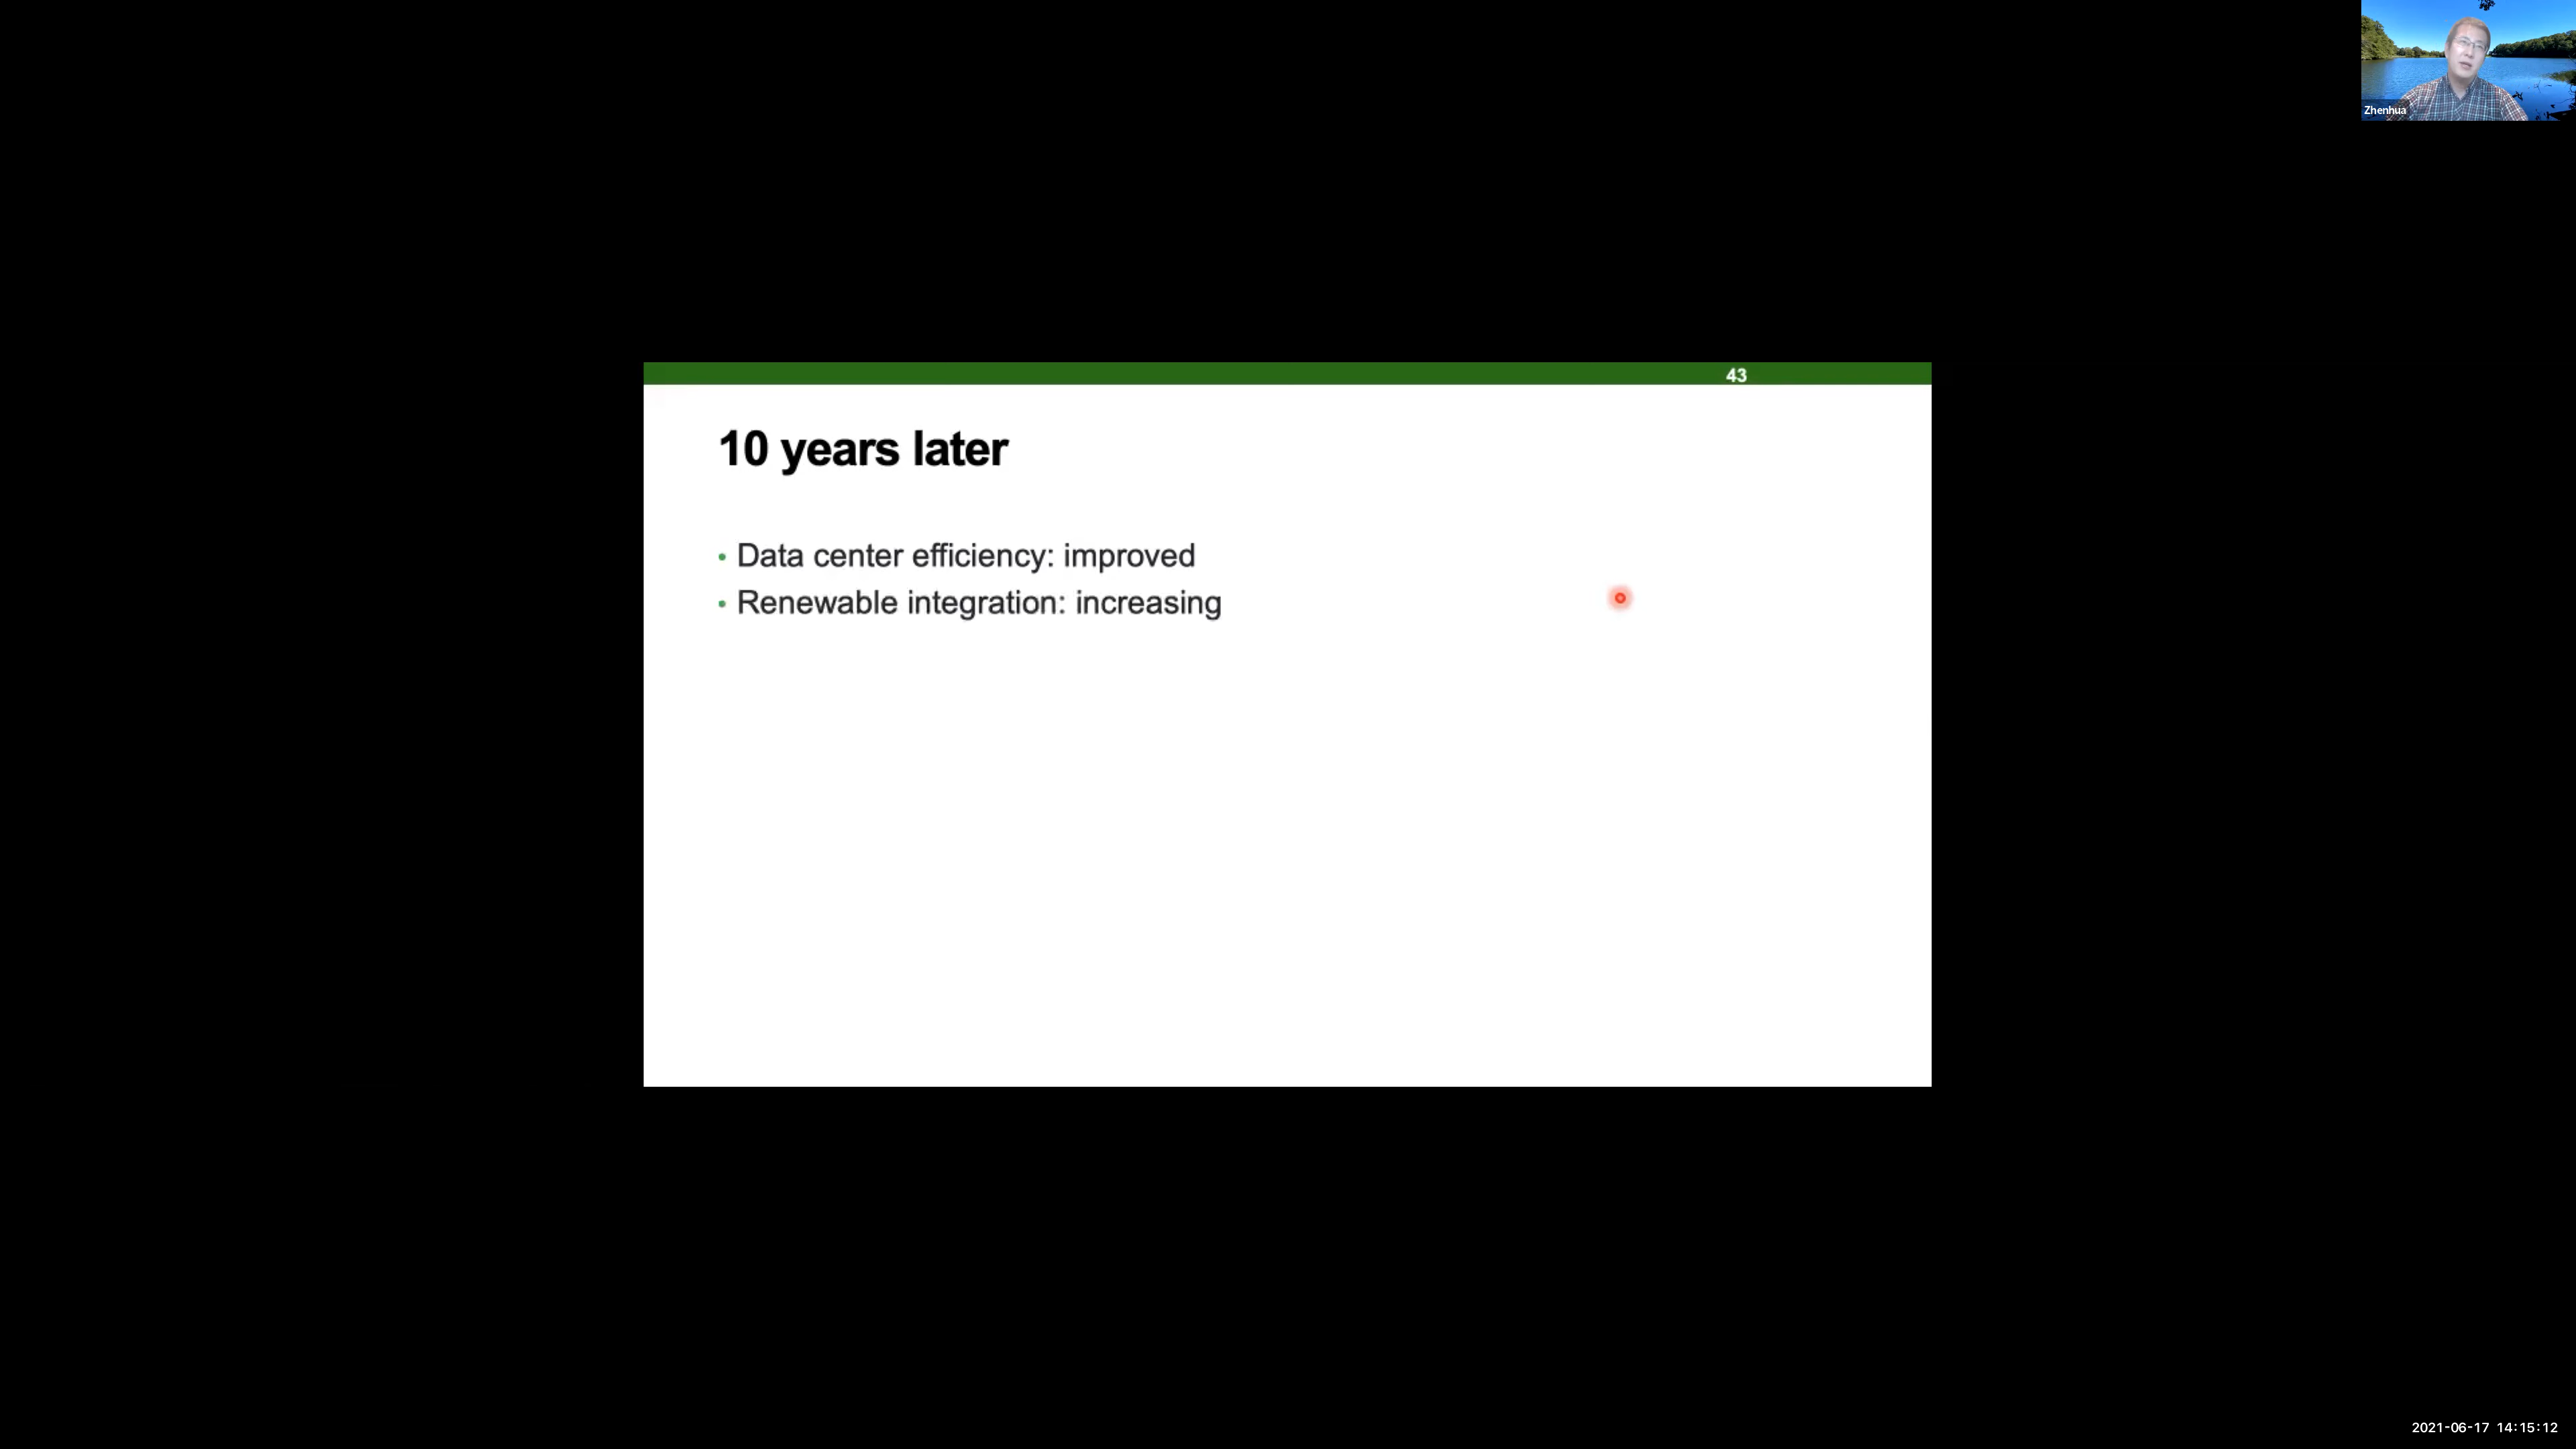 Zhenhua
43
10 years later
• Data center efficiency: improved
• Renewable integration: increasing
2021-06-17 14:15:12